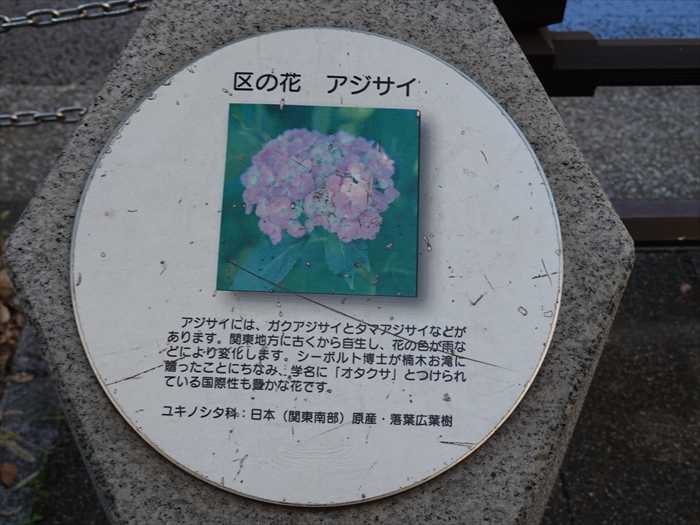 区の花　アジサイ
アジサイには、ガクアジサイとタマアジサイなどが
あります。関東地方に古くから自生し、花の色が雨な
どにより変化します。シーボルト博士が楠木お滝に
贈ったことにちなみ、学名に「オタクサ」とつけられ
ている国際性も豊かな花です。
ユキノシタ科：日本（関東南部）原産・落葉広葉樹